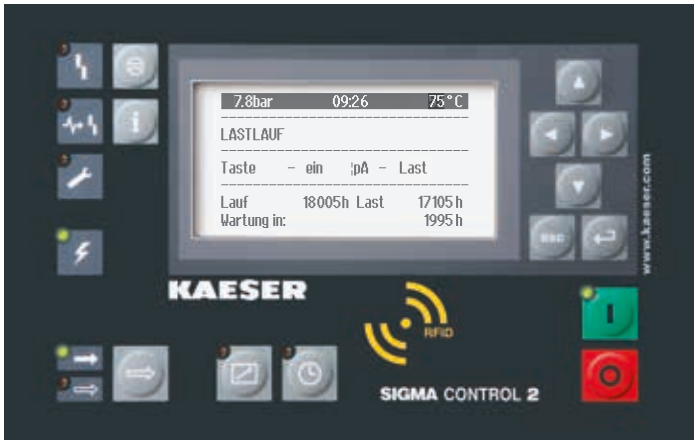 7.8bar 09:26 75°C
LASTLAUF
Taste - ein ¦pA - Last
Lauf 18005h Last 17105h
Wartung in: 1995h
esc
www.kaeser.com
KAESER
RFID
SIGMA CONTROL 2